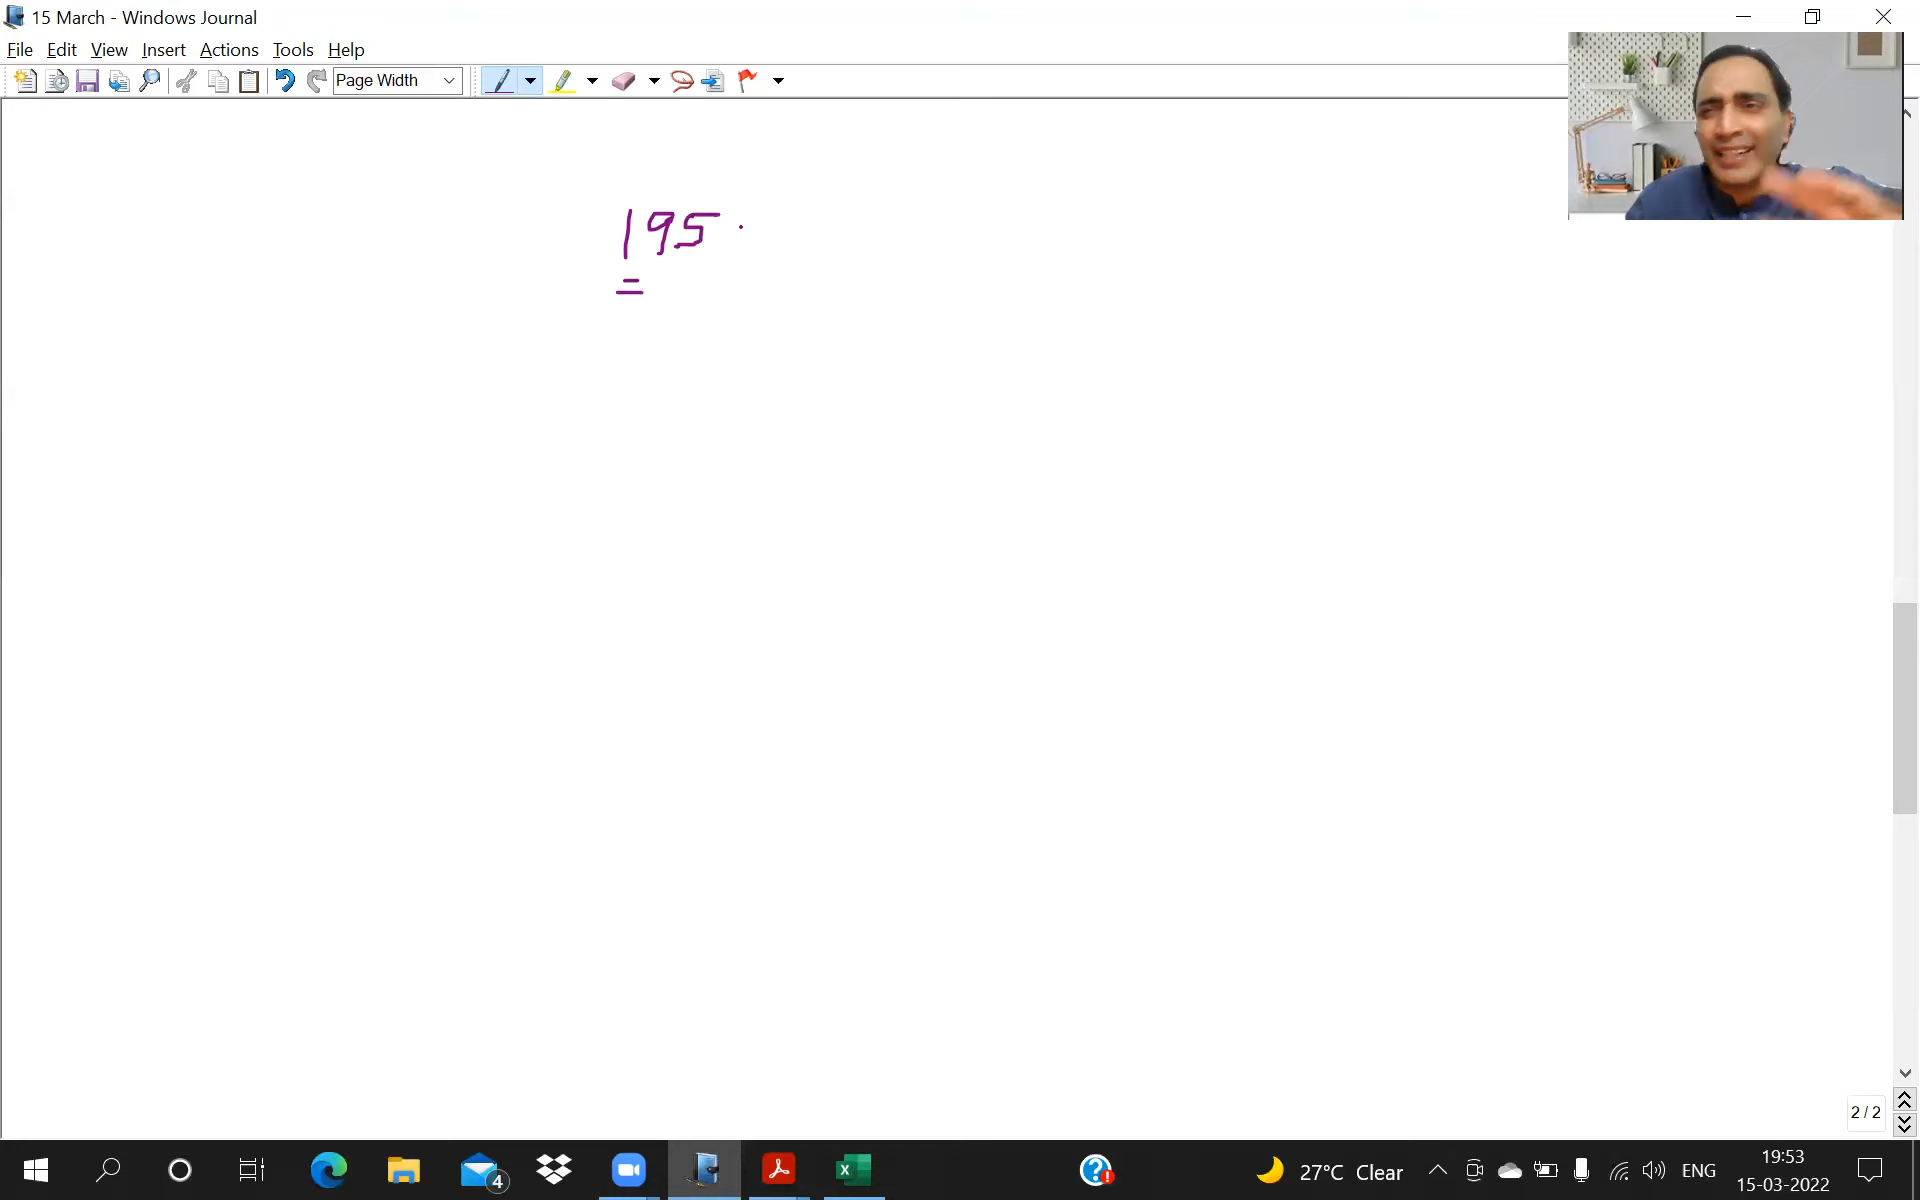 15 March - Windows Journal
File Edit View Insert Actions Tools Help
Page Width
195 .
=
2 / 2
4
27°C Clear
ENG
19:53
15-03-2022